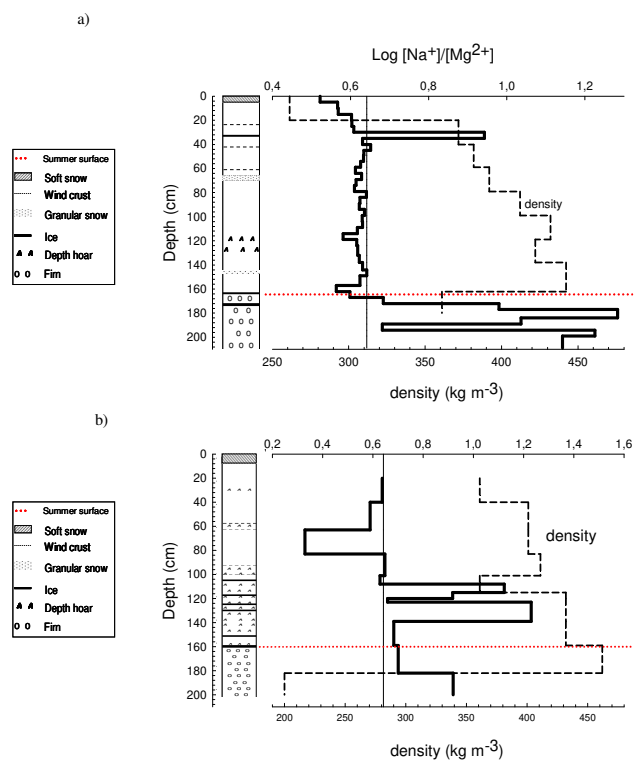 a)
Log [Na+]/[Mg2+]
0,4 0,6 0,8 1,0 1,2
Summer surface
Soft snow
Wind crust
Granular snow
Ice
Depth hoar
Firn
Depth (cm)
0
20
40
60
80
100
120
140
160
180
200
density
250 300 350 400 450
density (kg m-3)
b)
0,2 0,4 0,6 0,8 1,0 1,2 1,4 1,6
Summer surface
Soft snow
Wind crust
Granular snow
Ice
Depth hoar
Firn
Depth (cm)
0
20
40
60
80
100
120
140
160
180
200
density
200 250 300 350 400 450
density (kg m-3)